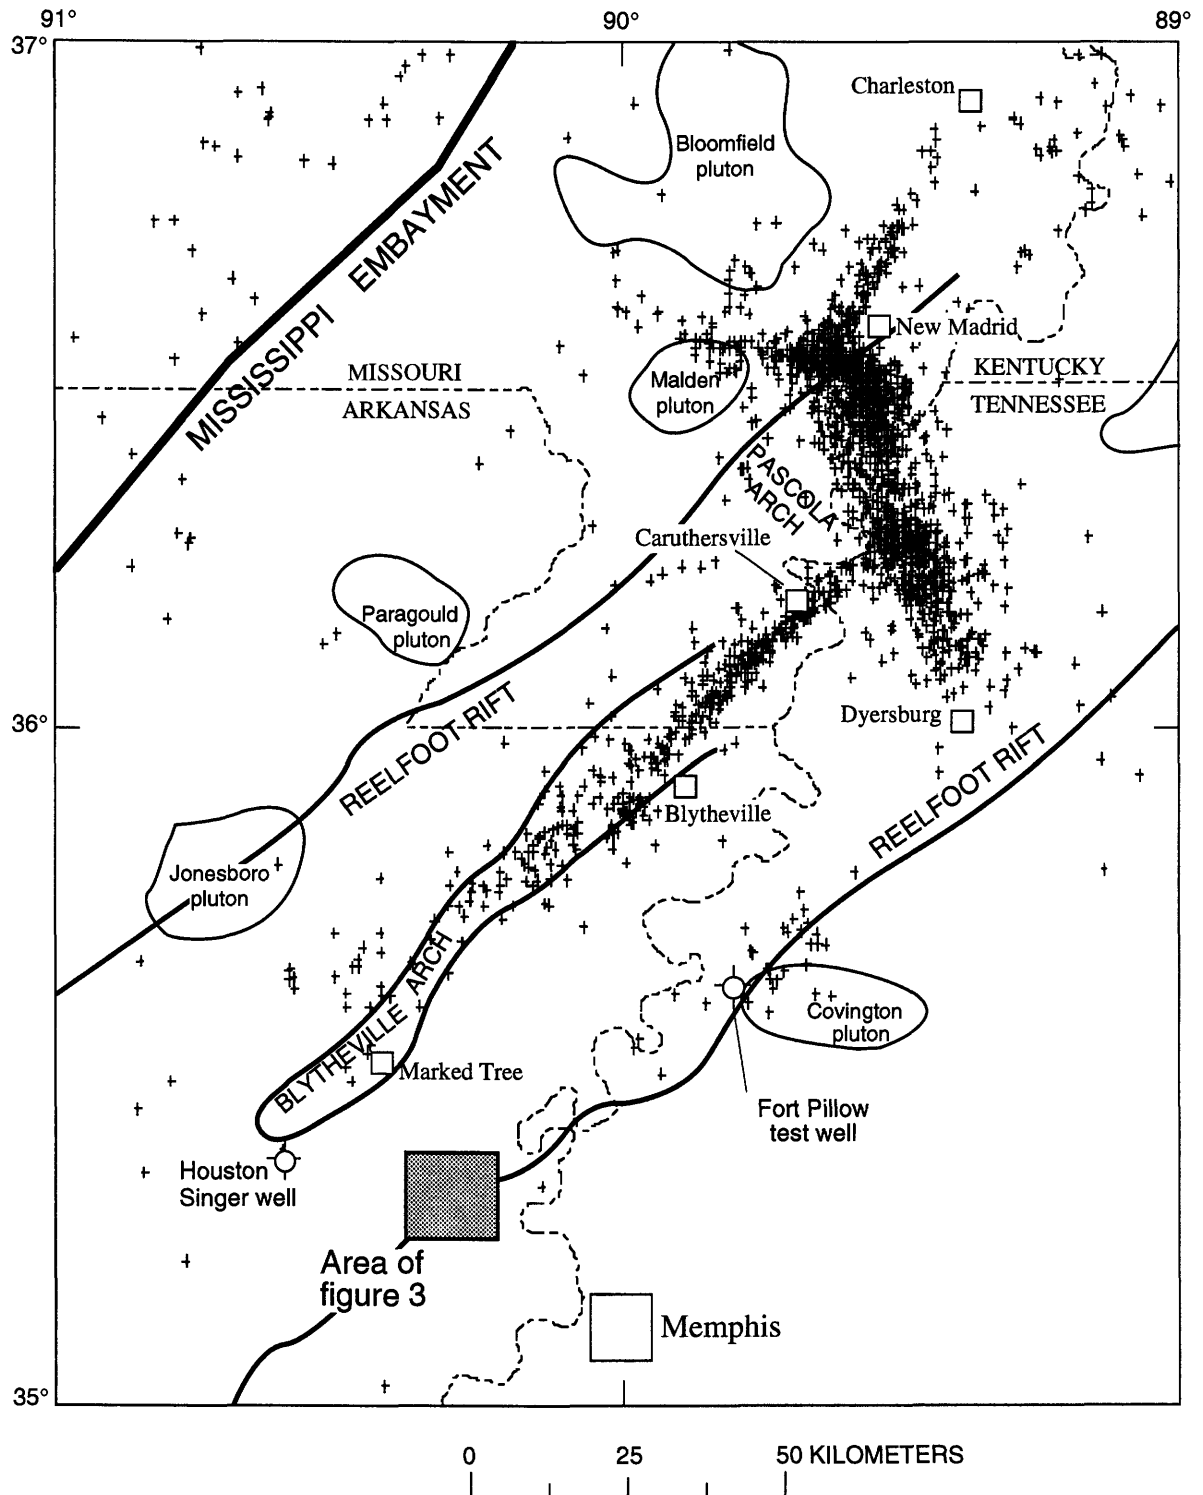 91° 90° 89°
37°
Charleston
Bloomfield
pluton
MISSISSIPPI EMBAYMENT
New Madrid
MISSOURI
ARKANSAS
KENTUCKY
TENNESSEE
Malden
pluton
PASCOLA
ARCH
Caruthersville
Paragould
pluton
REELFOOT RIFT
36°
Dyersburg
REELFOOT RIFT
Blytheville
Jonesboro
pluton
BLYTHEVILLE ARCH
Covington
pluton
Marked Tree
Fort Pillow
test well
Houston
Singer well
Area of
figure 3
Memphis
35°
0 25 50 KILOMETERS